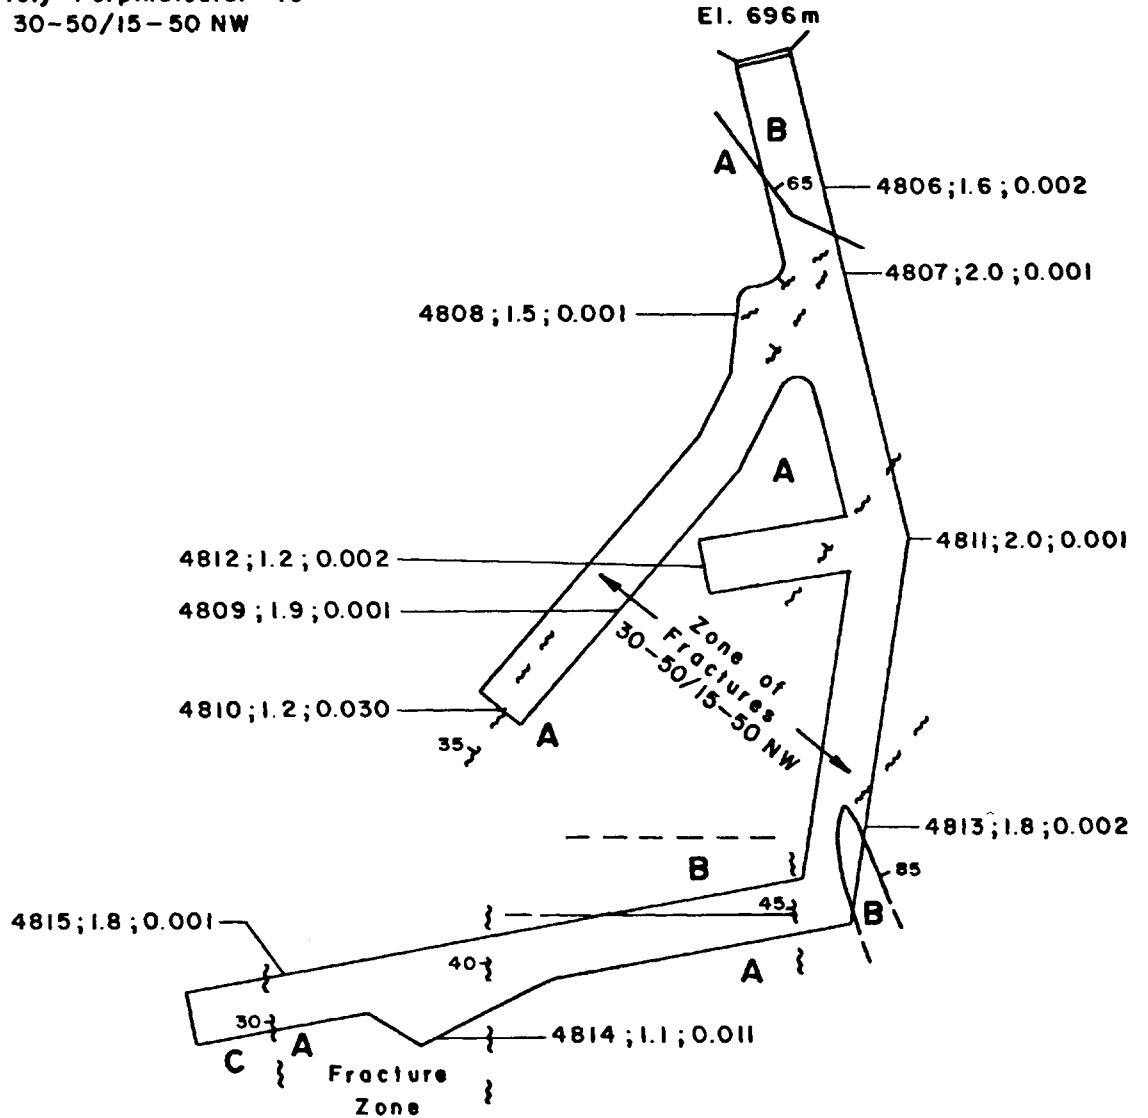 30-50/15-50 NW
El. 696m
B
A
65
4806;1.6;0.002
4807;2.0;0.001
4808;1.5;0.001
A
4811;2.0;0.001
4812;1.2;0.002
4809;1.9;0.001
Zone of
Fractures
30-50/15-50 NW
4810;1.2;0.030
A
35
4813;1.8;0.002
B
85
45
B
4815;1.8;0.001
40
A
30
A
C
4814;1.1;0.011
Fracture
Zone